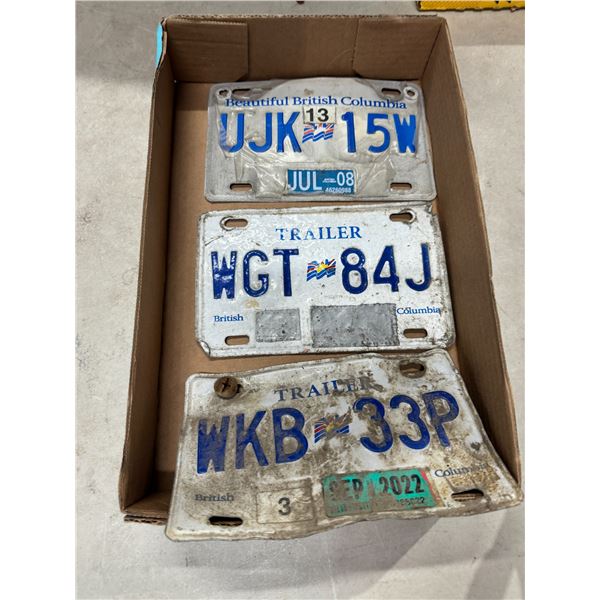 Beautiful British Columbia
UJK 13 15W
JUL 08
TRAILER
WGT 84J
British Columbia
TRAILER
WKB 33P
British Columbia
3 SEP 2022